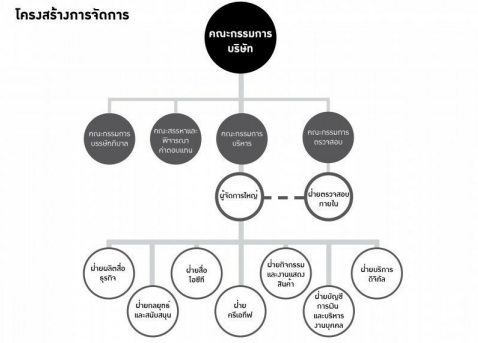 โครงสร้างการจัดการ
คณะกรรมการ
บริษัท
คณะกรรมการ
บรรษัทภิบาล
คณะสรรหาและ
พิจารณา
ค่าตอบแทน
คณะกรรมการ
บริหาร
คณะกรรมการ
ตรวจสอบ
ผู้จัดการใหญ่
ฝ่ายตรวจสอบ
ภายใน
ฝ่ายผลิตสื่อ
ธุรกิจ
ฝ่ายกลยุทธ์
และสนับสนุน
ฝ่ายสื่อ
ไอซีที
ฝ่าย
ครีเอทีฟ
ฝ่ายกิจกรรม
และงานแสดง
สินค้า
ฝ่ายบัญชี
การเงิน
และบริหาร
งานบุคคล
ฝ่ายบริการ
ดิจิทัล